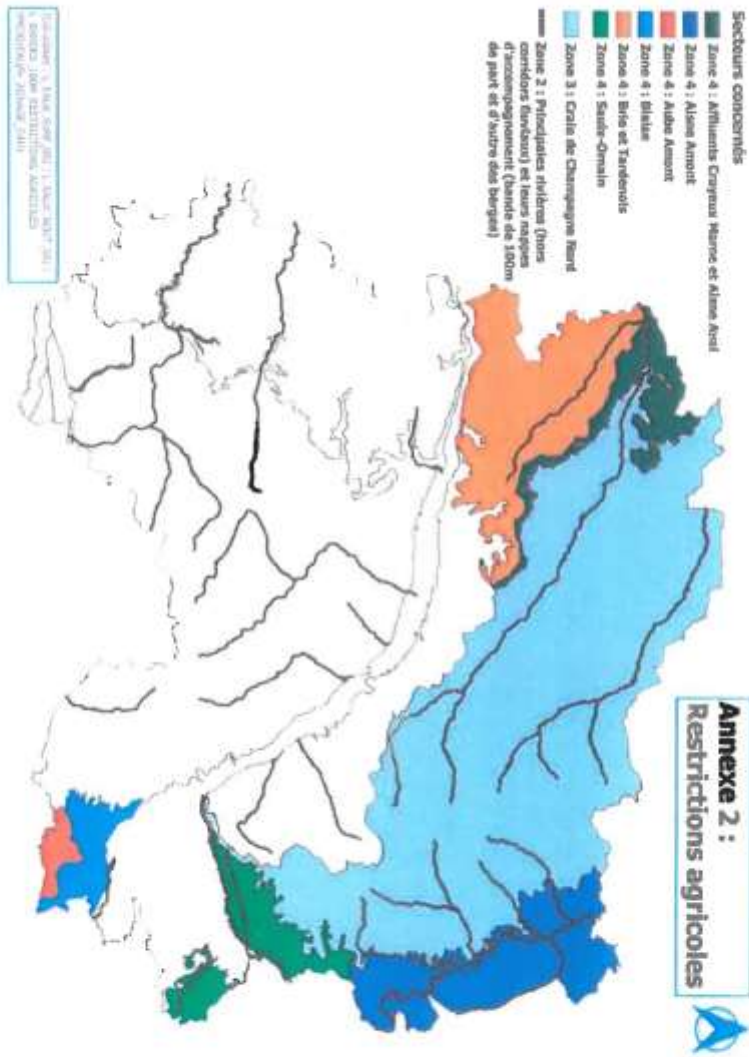 Annexe 2 :
Restrictions agricoles
Secteurs concernés
Zone 4 : Affluents Crayeux Marne et Aisne Aval
Zone 4 : Aisne Amont
Zone 4 : Aube Amont
Zone 4 : Blaise
Zone 4 : Brie et Tardenois
Zone 4 : Saulx-Ornain
Zone 3 : Craie de Champagne Nord
Zone 2 : Principales rivières (hors
corridors fluviaux) et leurs nappes
d'accompagnement (bande de 100m
de part et d'autre des berges)